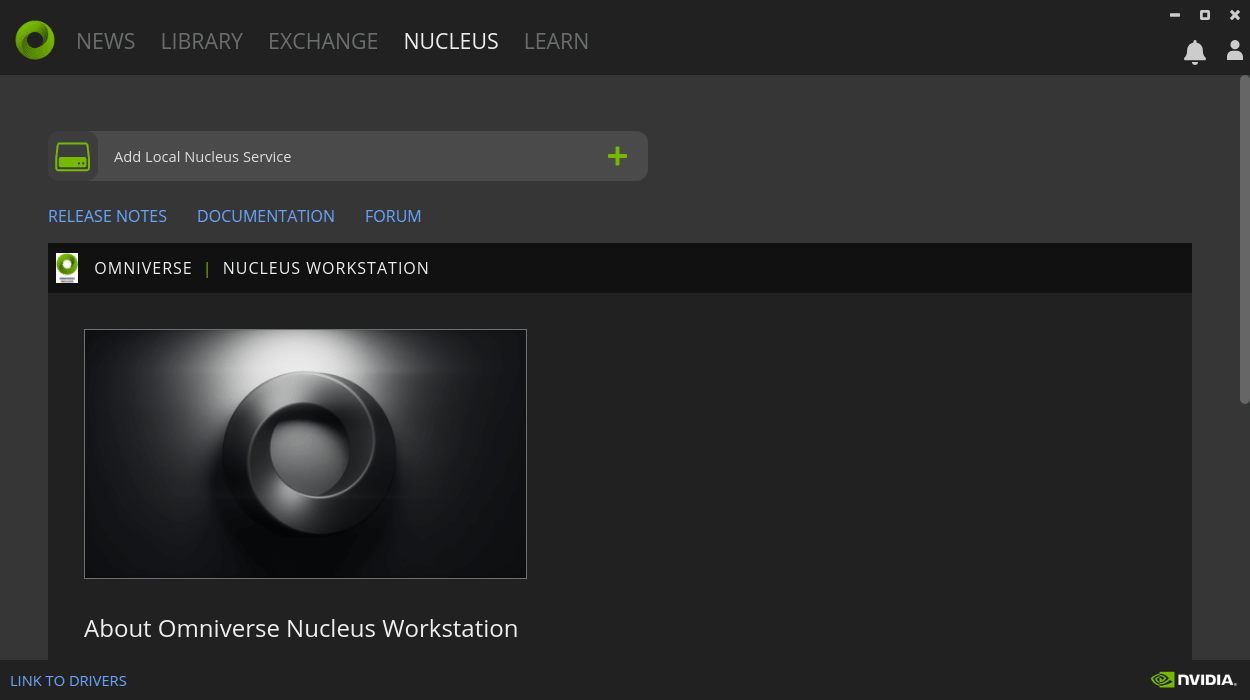 NEWS LIBRARY EXCHANGE NUCLEUS LEARN
Add Local Nucleus Service
RELEASE NOTES DOCUMENTATION FORUM
OMNIVERSE | NUCLEUS WORKSTATION
About Omniverse Nucleus Workstation
LINK TO DRIVERS
NVIDIA.